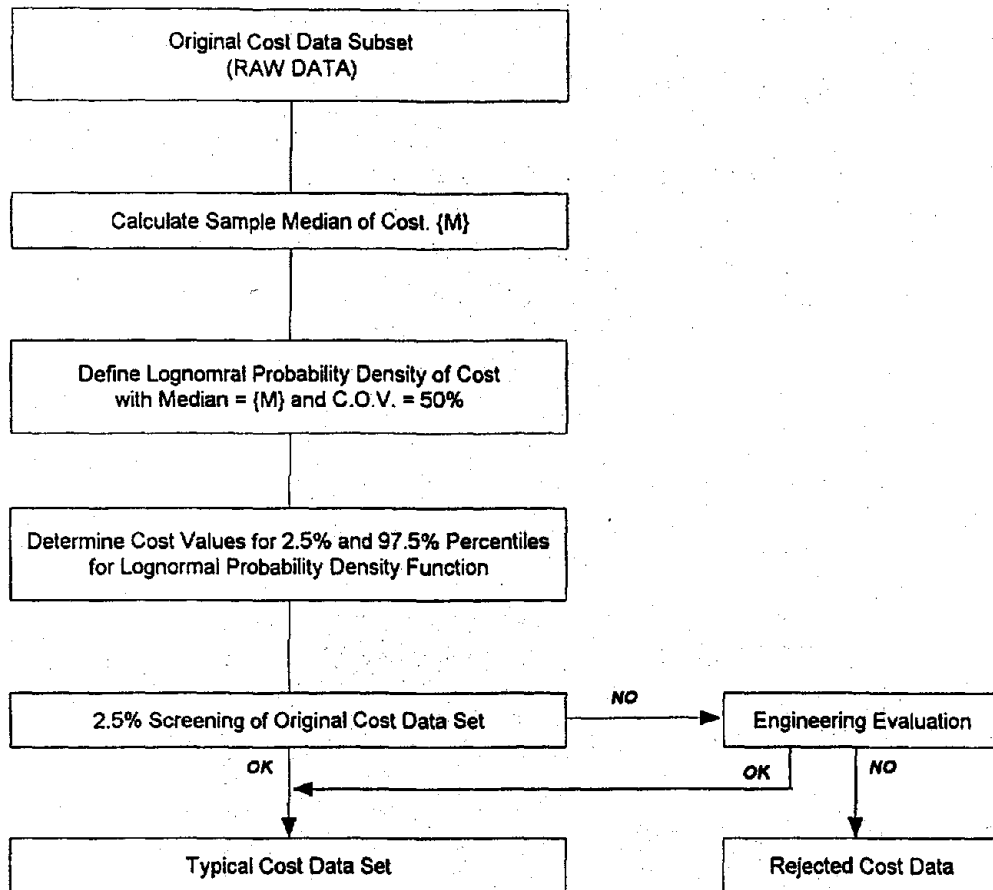 Original Cost Data Subset
(RAW DATA)
Calculate Sample Median of Cost. {M}
Define Lognomral Probability Density of Cost
with Median = {M} and C.O.V. = 50%
Determine Cost Values for 2.5% and 97.5% Percentiles
for Lognormal Probability Density Function
2.5% Screening of Original Cost Data Set
NO
Engineering Evaluation
OK
OK
NO
Typical Cost Data Set
Rejected Cost Data